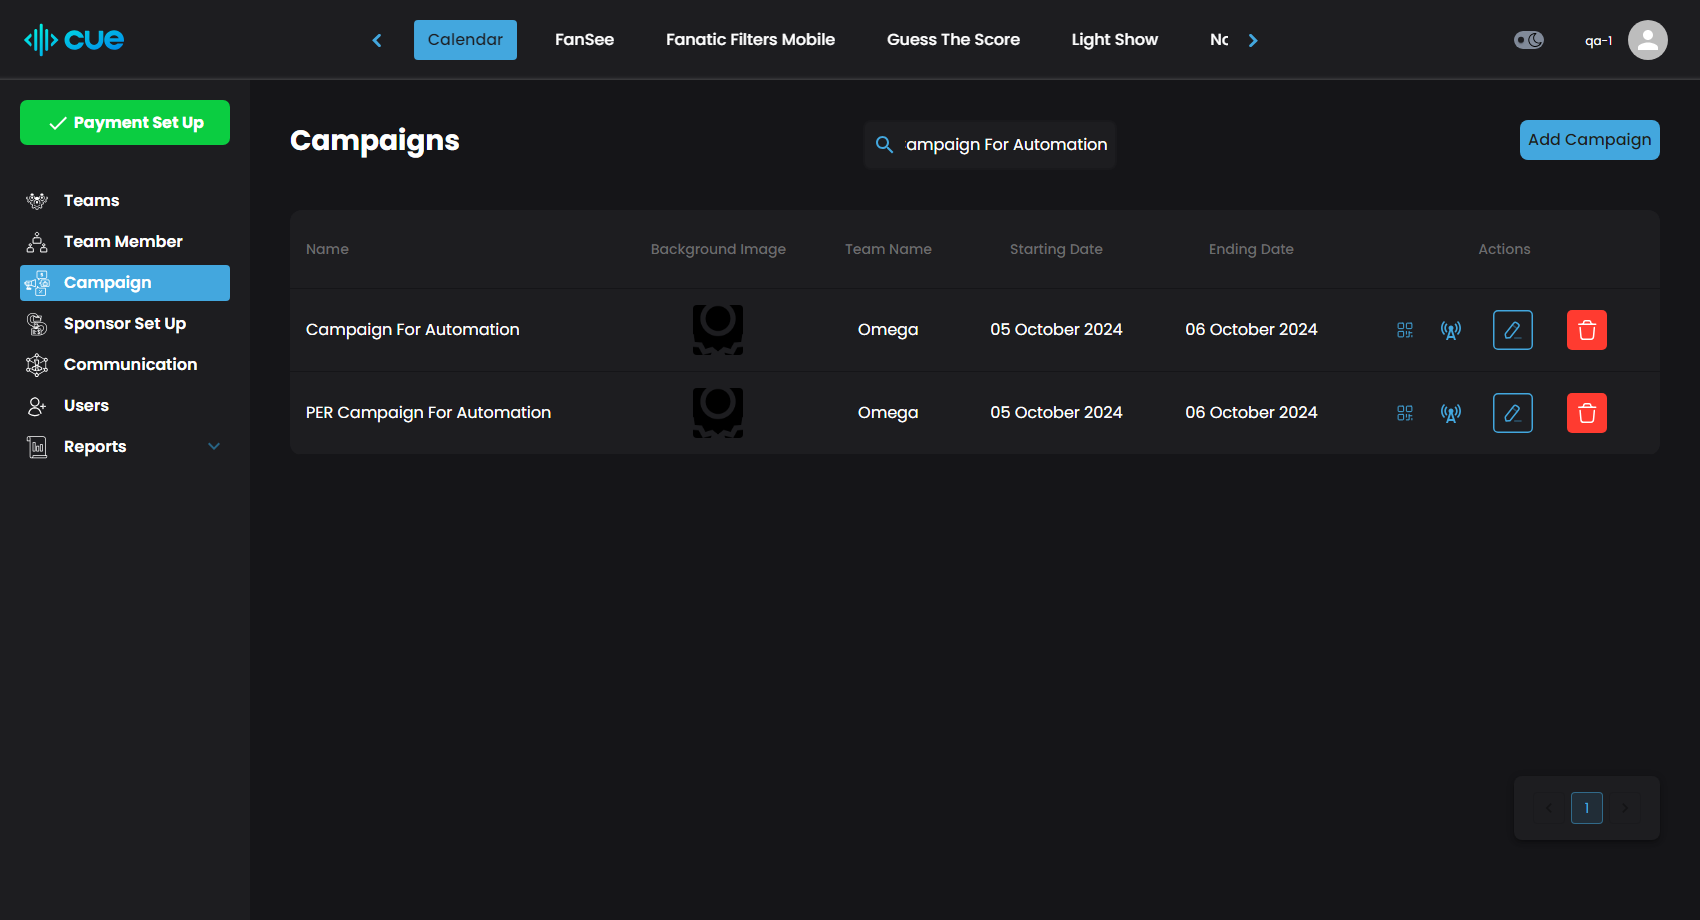 cue
Calendar FanSee Fanatic Filters Mobile Guess The Score Light Show
qa-1
Payment Set Up
Teams
Team Member
Campaign
Sponsor Set Up
Communication
Users
Reports
Campaigns
ampaign For Automation
Add Campaign
Name Background Image Team Name Starting Date Ending Date Actions
Campaign For Automation Omega 05 October 2024 06 October 2024
PER Campaign For Automation Omega 05 October 2024 06 October 2024
1